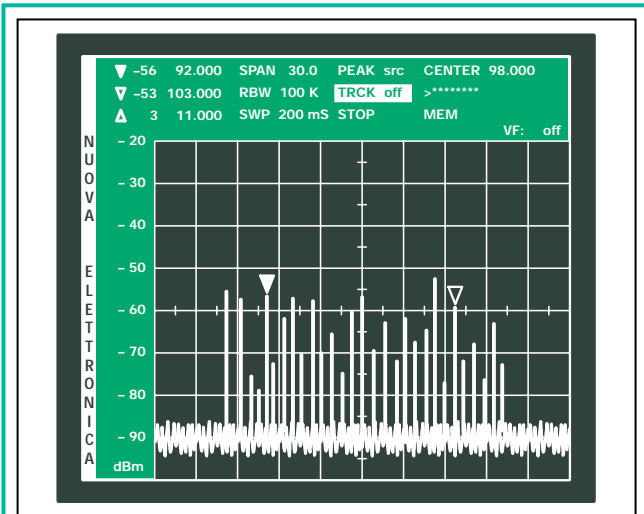 ▼ -56 92.000 SPAN 30.0 PEAK src CENTER 98.000
▽ -53 103.000 RBW 100 K TRCK off >********
△ 3 11.000 SWP 200 mS STOP MEM
VF: off
NUOVA ELETTRONICA
- 20
- 30
- 40
- 50
- 60
- 70
- 80
- 90
dBm